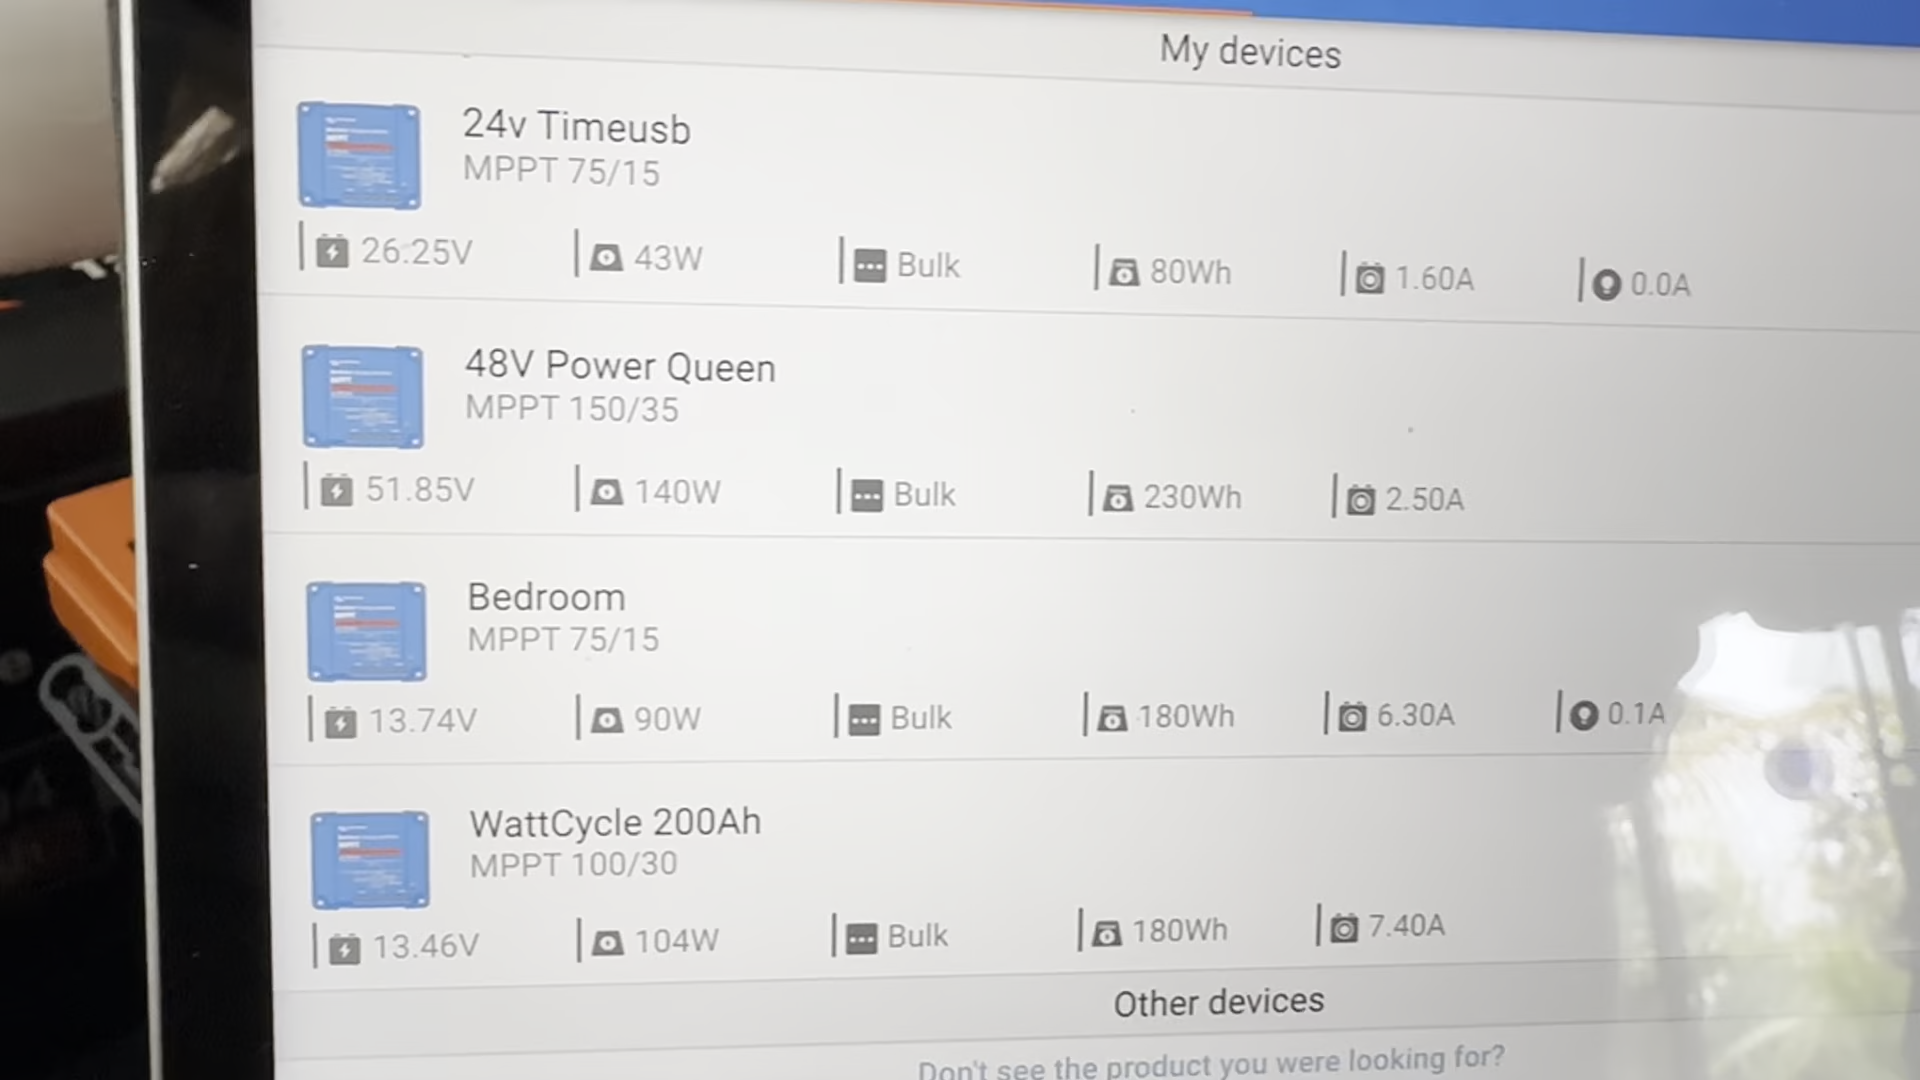 My devices
24v Timeusb
MPPT 75/15
26.25V 43W Bulk 80Wh 1.60A 0.0A
48V Power Queen
MPPT 150/35
51.85V 140W Bulk 230Wh 2.50A
Bedroom
MPPT 75/15
13.74V 90W Bulk 180Wh 6.30A 0.1A
WattCycle 200Ah
MPPT 100/30
13.46V 104W Bulk 180Wh 7.40A
Other devices
Don't see the product you were looking for?